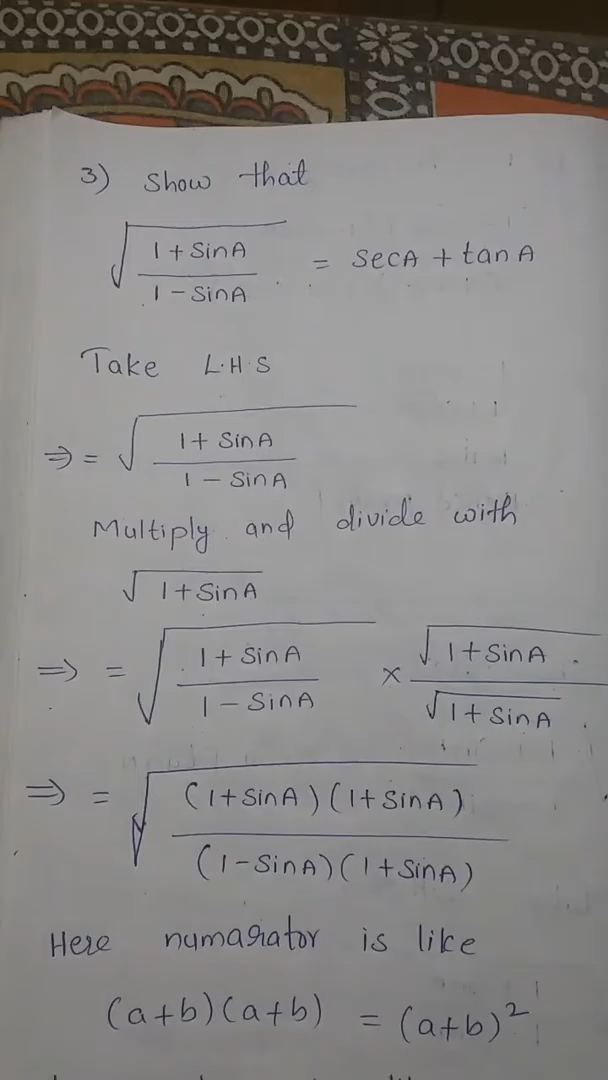 3) Show that
√((1 + SinA)/(1 - SinA)) = SecA + tan A
Take L.H.S
⇒ = √((1 + SinA)/(1 - SinA))
Multiply and divide with
√(1+SinA)
⇒ = √((1 + SinA)/(1 - SinA)) × √(1+SinA)/√(1+SinA)
⇒ = √((1+SinA)(1+SinA)/(1-SinA)(1+SinA))
Here numarator is like
(a+b)(a+b) = (a+b)²